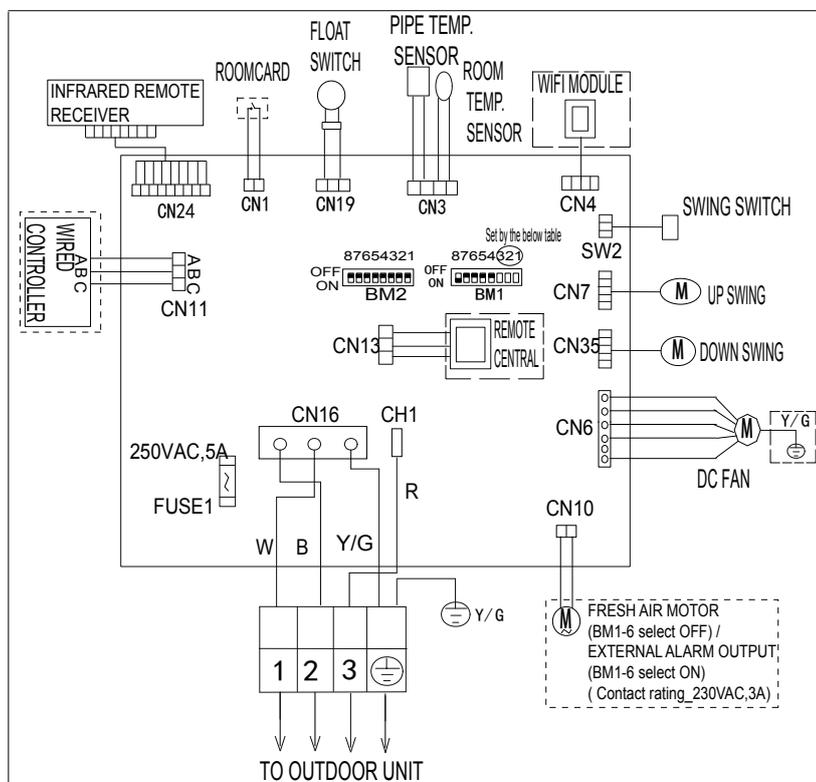 PIPE TEMP.
SENSOR
FLOAT
SWITCH
ROOMCARD
ROOM
TEMP.
SENSOR
WIFI MODULE
INFRARED REMOTE
RECEIVER
CN24
CN1
CN19
CN3
CN4
SWING SWITCH
SW2
WIRED
CONTROLLER
A B C
A B C
CN11
Set by the below table
87654321
OFF
ON
BM2
87654321
OFF
ON
BM1
CN7
M
UP SWING
CN13
REMOTE
CENTRAL
CN35
M
DOWN SWING
CN16
CH1
CN6
M
Y/G
DC FAN
250VAC,5A
FUSE1
R
CN10
W
B
Y/G
Y/G
M
FRESH AIR MOTOR
(BM1-6 select OFF) /
EXTERNAL ALARM OUTPUT
(BM1-6 select ON)
( Contact rating_230VAC,3A)
1
2
3
TO OUTDOOR UNIT